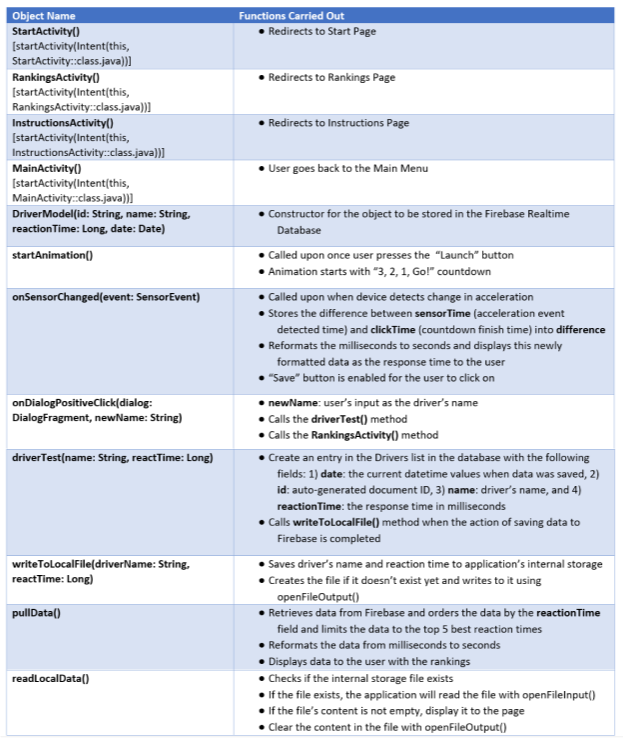 Object Name	Functions Carried Out
StartActivity()	● Redirects to Start Page
[startActivity(Intent(this,
StartActivity::class.java))]
RankingsActivity()	● Redirects to Rankings Page
[startActivity(Intent(this,
RankingsActivity::class.java))]
InstructionsActivity()	● Redirects to Instructions Page
[startActivity(Intent(this,
InstructionsActivity::class.java))]
MainActivity()	● User goes back to the Main Menu
[startActivity(Intent(this,
MainActivity::class.java))]
DriverModel(id: String, name: String,	● Constructor for the object to be stored in the Firebase Realtime
reactionTime: Long, date: Date)	Database
startAnimation()	● Called upon once user presses the “Launch” button
● Animation starts with “3, 2, 1, Go!” countdown
onSensorChanged(event: SensorEvent)	● Called upon when device detects change in acceleration
● Stores the difference between sensorTime (acceleration event
detected time) and clickTime (countdown finish time) into difference
● Reformats the milliseconds to seconds and displays this newly
formatted data as the response time to the user
● “Save” button is enabled for the user to click on
onDialogPositiveClick(dialog:	● newName: user’s input as the driver’s name
DialogFragment, newName: String)	● Calls the driverTest() method
● Calls the RankingsActivity() method
driverTest(name: String, reactTime: Long)	● Create an entry in the Drivers list in the database with the following
fields: 1) date: the current datetime values when data was saved, 2)
id: auto-generated document ID, 3) name: driver’s name, and 4)
reactionTime: the response time in milliseconds
● Calls writeToLocalFile() method when the action of saving data to
Firebase is completed
writeToLocalFile(driverName: String,	● Saves driver’s name and reaction time to application’s internal storage
reactTime: Long)	● Creates the file if it doesn’t exist yet and writes to it using
openFileOutput()
pullData()	● Retrieves data from Firebase and orders the data by the reactionTime
field and limits the data to the top 5 best reaction times
● Reformats the data from milliseconds to seconds
● Displays data to the user with the rankings
readLocalData()	● Checks if the internal storage file exists
● If the file exists, the application will read the file with openFileInput()
● If the file’s content is not empty, display it to the page
● Clear the content in the file with openFileOutput()